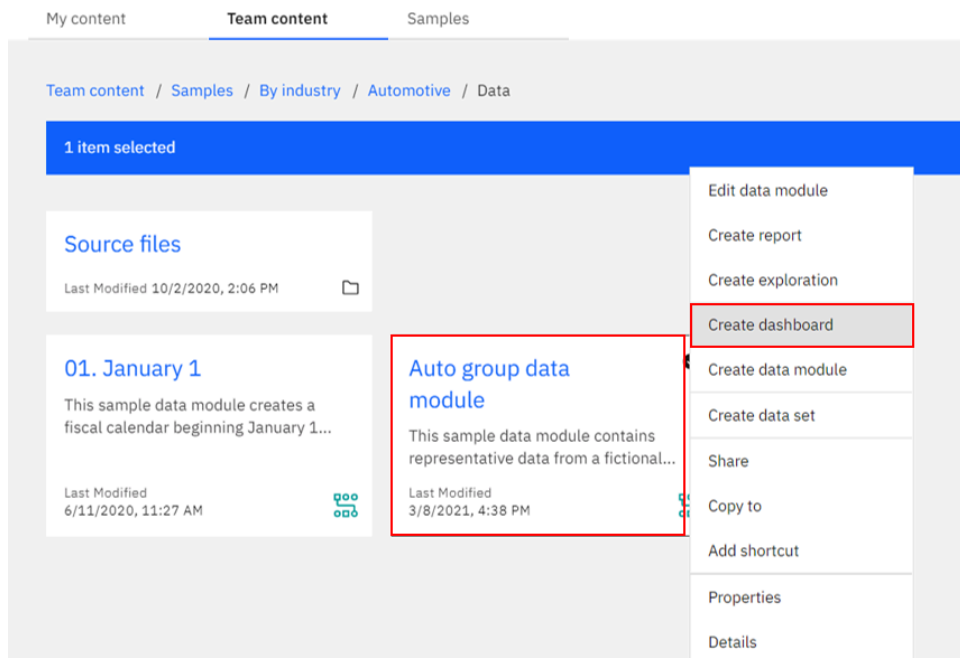 My content
Team content
Samples
Team content / Samples / By industry / Automotive / Data
1 item selected
Source files
Last Modified 10/2/2020, 2:06 PM
01. January 1
This sample data module creates a
fiscal calendar beginning January 1...
Last Modified
6/11/2020, 11:27 AM
Auto group data
module
This sample data module contains
representative data from a fictional...
Last Modified
3/8/2021, 4:38 PM
Edit data module
Create report
Create exploration
Create dashboard
Create data module
Create data set
Share
Copy to
Add shortcut
Properties
Details